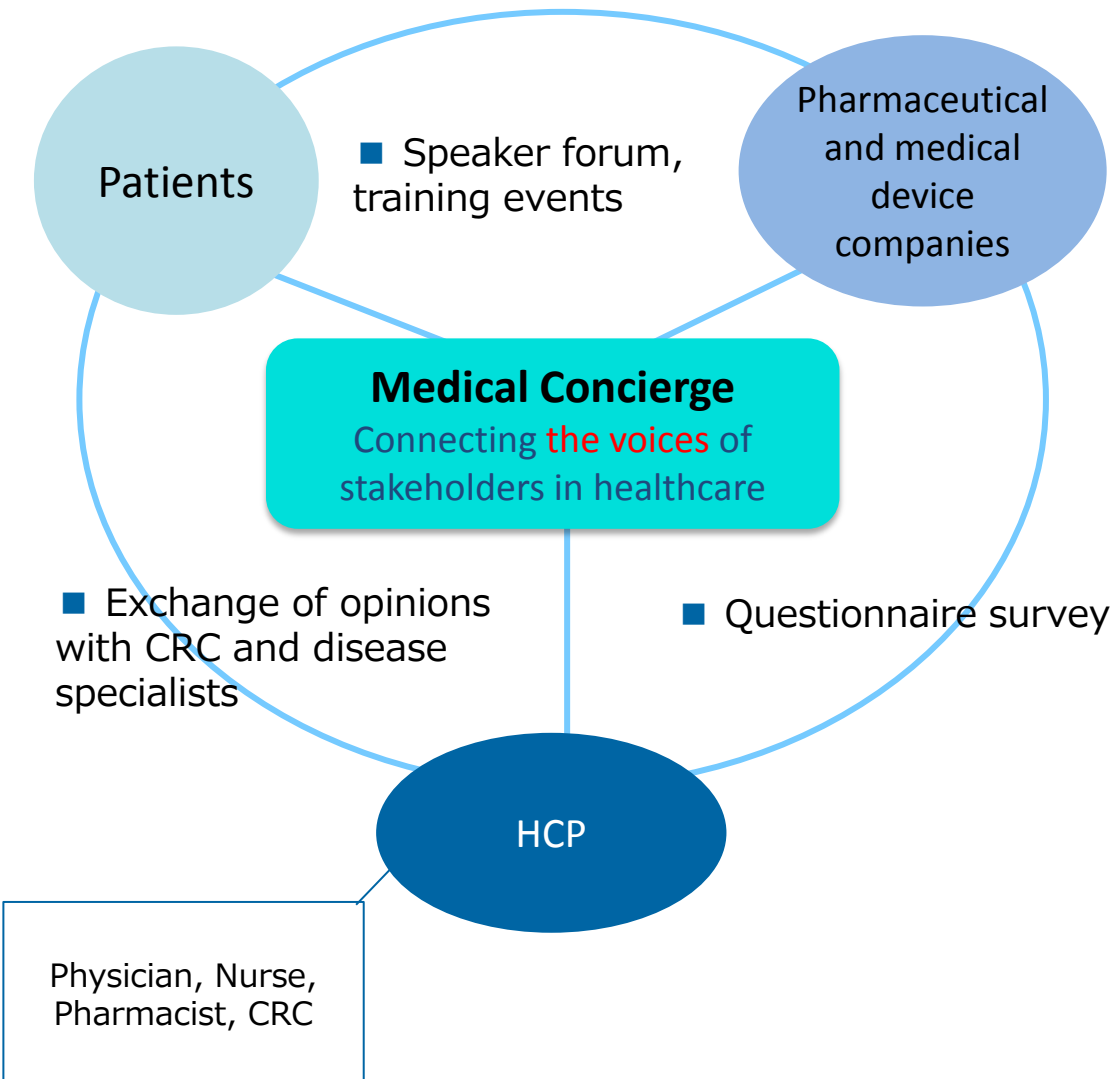 Patients
■ Speaker forum,
training events
Pharmaceutical
and medical
device
companies
Medical Concierge
Connecting the voices of
stakeholders in healthcare
■ Exchange of opinions
with CRC and disease
specialists
■ Questionnaire survey
HCP
Physician, Nurse,
Pharmacist, CRC